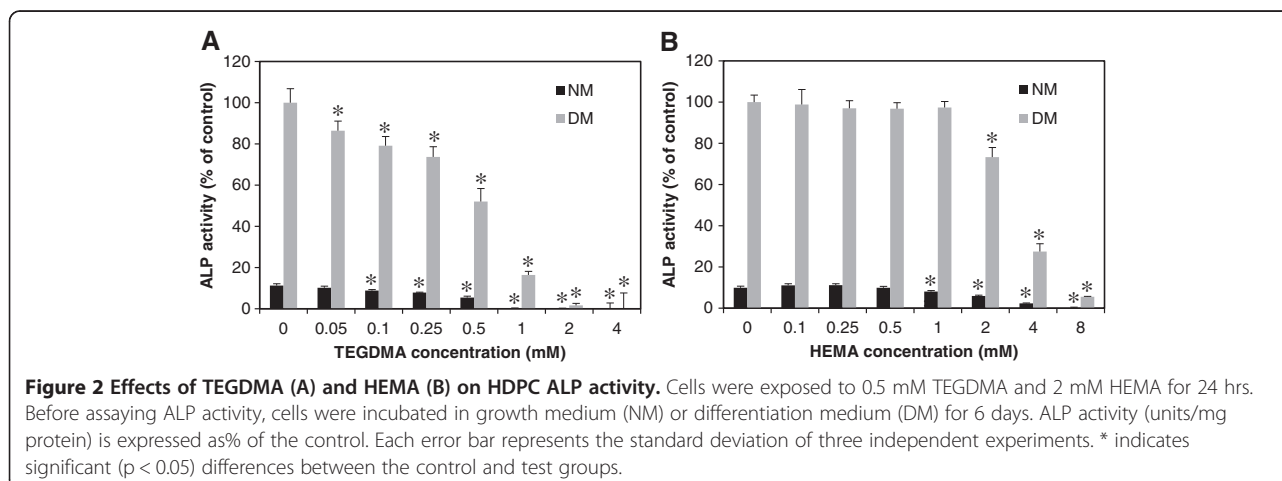 A
120
100
80
60
40
20
0
ALP activity (% of control)
NM
DM
*
*
*
*
*
*
*
*
*
*
*
*
*
0 0.05 0.1 0.25 0.5 1 2 4
TEGDMA concentration (mM)
B
120
100
80
60
40
20
0
ALP activity (% of control)
NM
DM
*
*
*
*
*
*
*
0 0.1 0.25 0.5 1 2 4 8
HEMA concentration (mM)
Figure 2 Effects of TEGDMA (A) and HEMA (B) on HDPC ALP activity. Cells were exposed to 0.5 mM TEGDMA and 2 mM HEMA for 24 hrs.
Before assaying ALP activity, cells were incubated in growth medium (NM) or differentiation medium (DM) for 6 days. ALP activity (units/mg
protein) is expressed as% of the control. Each error bar represents the standard deviation of three independent experiments. * indicates
significant (p < 0.05) differences between the control and test groups.